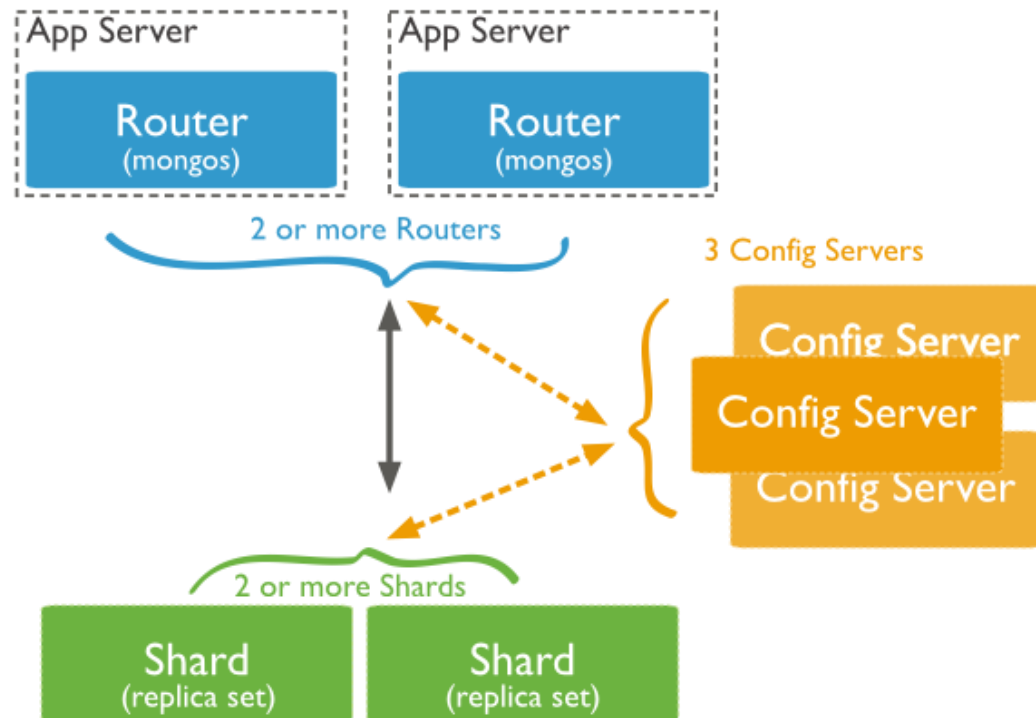 App Server
App Server
Router
(mongos)
Router
(mongos)
2 or more Routers
3 Config Servers
Config Server
Config Server
Config Server
2 or more Shards
Shard
(replica set)
Shard
(replica set)